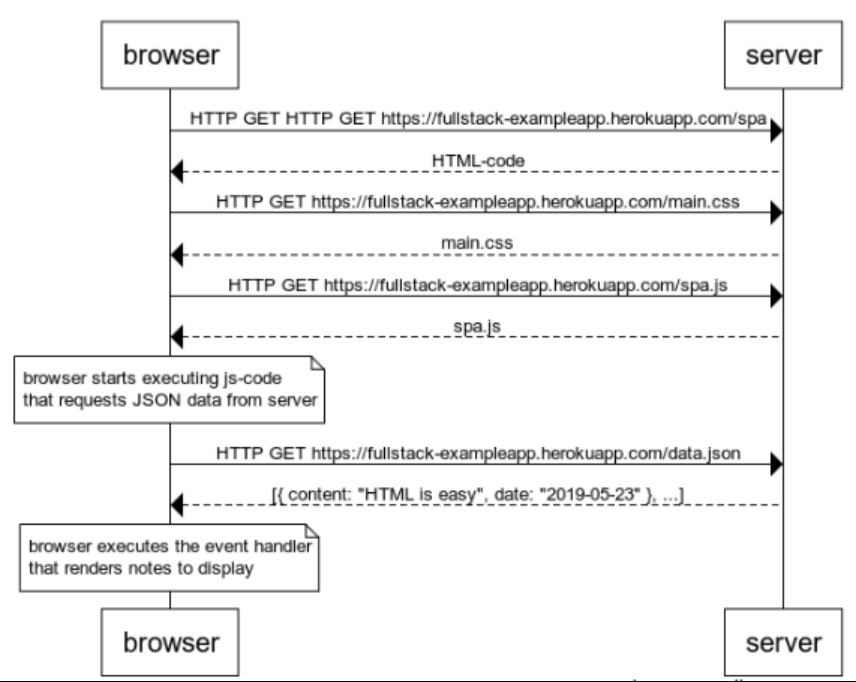 browser
server
HTTP GET HTTP GET https://fullstack-exampleapp.herokuapp.com/spa
HTML-code
HTTP GET https://fullstack-exampleapp.herokuapp.com/main.css
main.css
HTTP GET https://fullstack-exampleapp.herokuapp.com/spa.js
spa.js
browser starts executing js-code
that requests JSON data from server
HTTP GET https://fullstack-exampleapp.herokuapp.com/data.json
[{ content: "HTML is easy", date: "2019-05-23" }, ...]
browser executes the event handler
that renders notes to display
browser
server